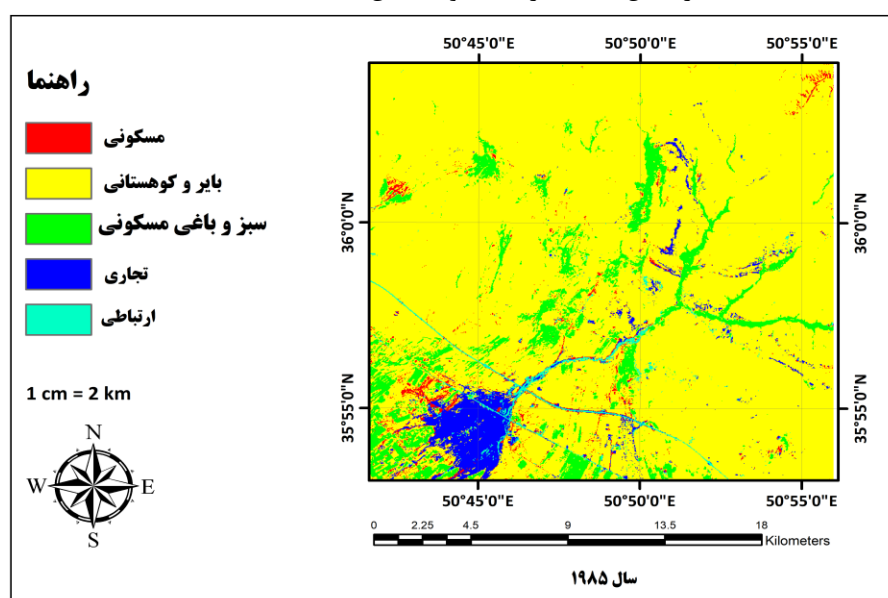 راهنما
مسکونی
بایر و کوهستانی
سبز و باغی مسکونی
تجاری
ارتباطی
1 cm = 2 km
N
W E
S
50°45'0"E 50°50'0"E 50°55'0"E
36°0'0"N 36°0'0"N
35°55'0"N 35°55'0"N
50°45'0"E 50°50'0"E 50°55'0"E
0 2.25 4.5 9 13.5 18
Kilometers
سال ۱۹۸۵